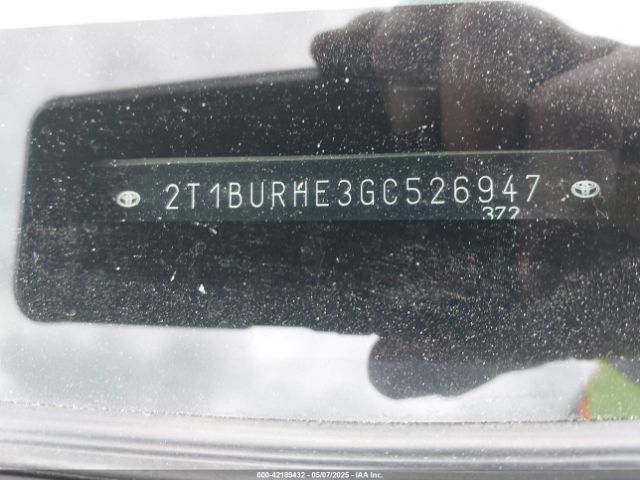 2T1BURHE3GC526947
372
000-42189432 - 05/07/2025 - IAA, Inc.